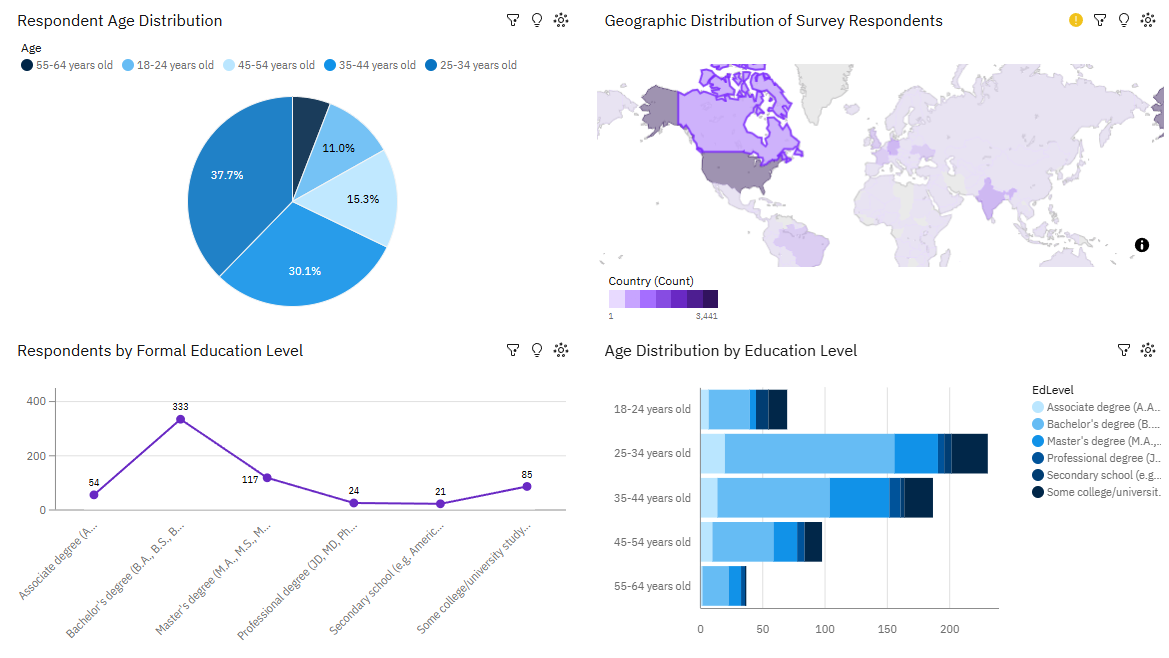 Respondent Age Distribution
Age
55-64 years old 18-24 years old 45-54 years old 35-44 years old 25-34 years old
11.0%
37.7%
15.3%
30.1%
Geographic Distribution of Survey Respondents
Country (Count)
1 3,441
Respondents by Formal Education Level
400
200
0
54
333
117
24
21
85
Associate degree (A...
Bachelor's degree (B.A., B.S., B...
Master's degree (M.A., M.S., M...
Professional degree (JD, MD, Ph...
Secondary school (e.g. Americ...
Some college/university study...
Age Distribution by Education Level
18-24 years old
25-34 years old
35-44 years old
45-54 years old
55-64 years old
0 50 100 150 200
EdLevel
Associate degree (A.A..
Bachelor's degree (B....
Master's degree (M.A.,..
Professional degree (J..
Secondary school (e.g...
Some college/universit.